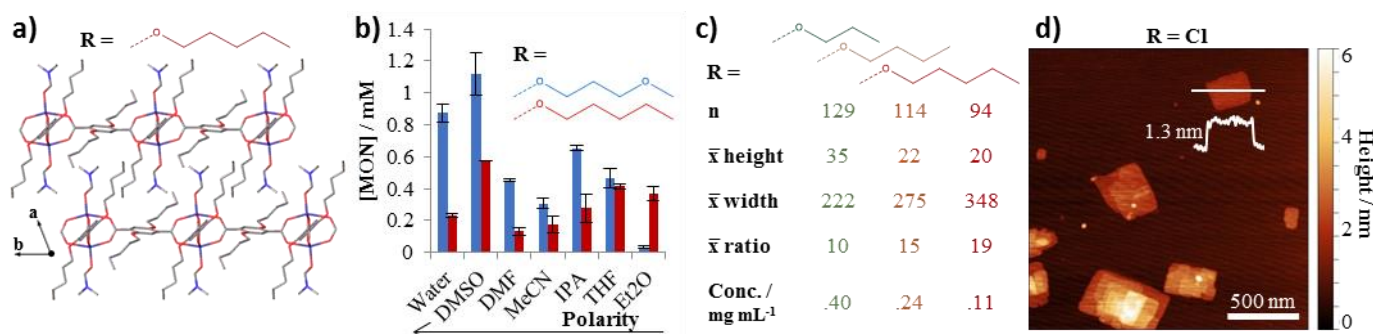 a)
R =
O
a
b
b)
[MON] / mM
1.4
1.2
1
0.8
0.6
0.4
0.2
0
R =
O O
O
Water
DMSO
DMF
MeCN
IPA
THF
Et2O
Polarity
c)
O
O
O
R =
n 129 114 94
x̅ height 35 22 20
x̅ width 222 275 348
x̅ ratio 10 15 19
Conc. / mg mL-1 .40 .24 .11
d)
R = Cl
1.3 nm
500 nm
6
4
2
0
Height / nm